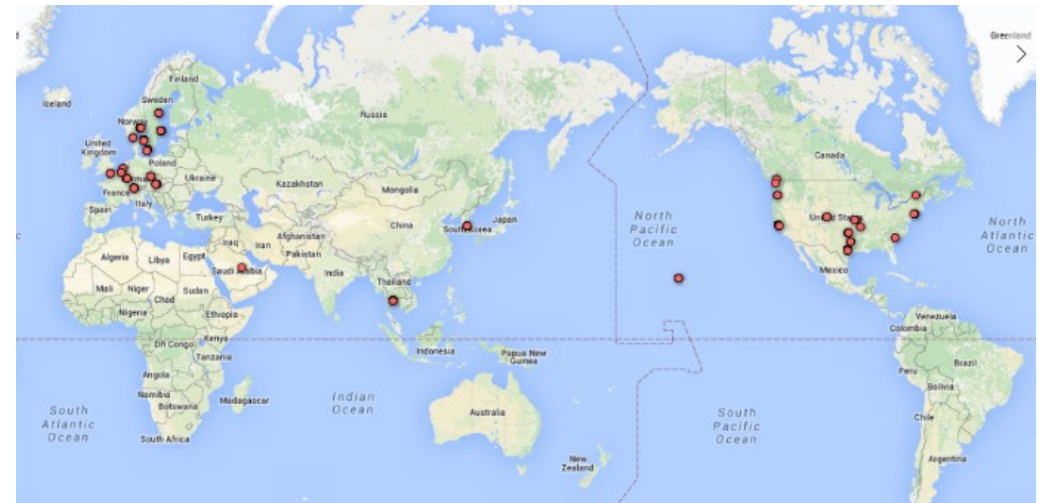 Greenland
Iceland
Finland
Sweden
Norway
Russia
United
Kingdom
Canada
Poland
Ukraine
France
Kazakhstan
Mongolia
Italy
Spain
Turkey
Japan
South Korea
China
North
Pacific
Ocean
United States
North
Atlantic
Ocean
Afghanistan
Iraq
Iran
Pakistan
Algeria
Libya
Egypt
Saudi Arabia
India
Mexico
Mali
Niger
Sudan
Chad
Thailand
Nigeria
Ethiopia
Venezuela
Colombia
Kenya
DR Congo
Tanzania
Indonesia
Papua New
Guinea
Brazil
Peru
Angola
Bolivia
Namibia
Botswana
Madagascar
Indian
Ocean
South
Atlantic
Ocean
Australia
South
Pacific
Ocean
Chile
South Africa
New
Zealand
Argentina